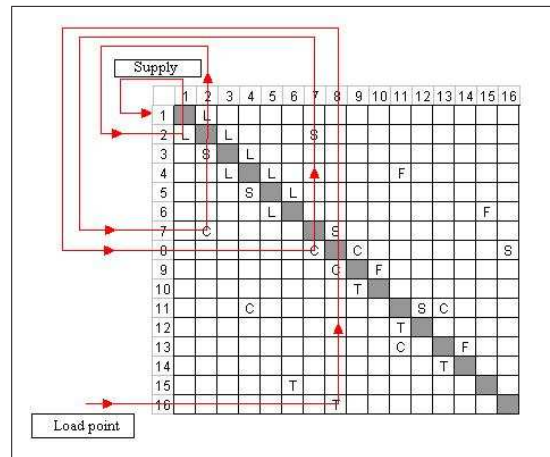 Supply
1 2 3 4 5 6 7 8 9 10 11 12 13 14 15 16
1 L
2 L L S
3 S L
4 L L F
5 S L
6 L F
7 C S
8 C C S
9 C F
10 T
11 C S C
12 T
13 C F
14 T
15 T
16 T
Load point